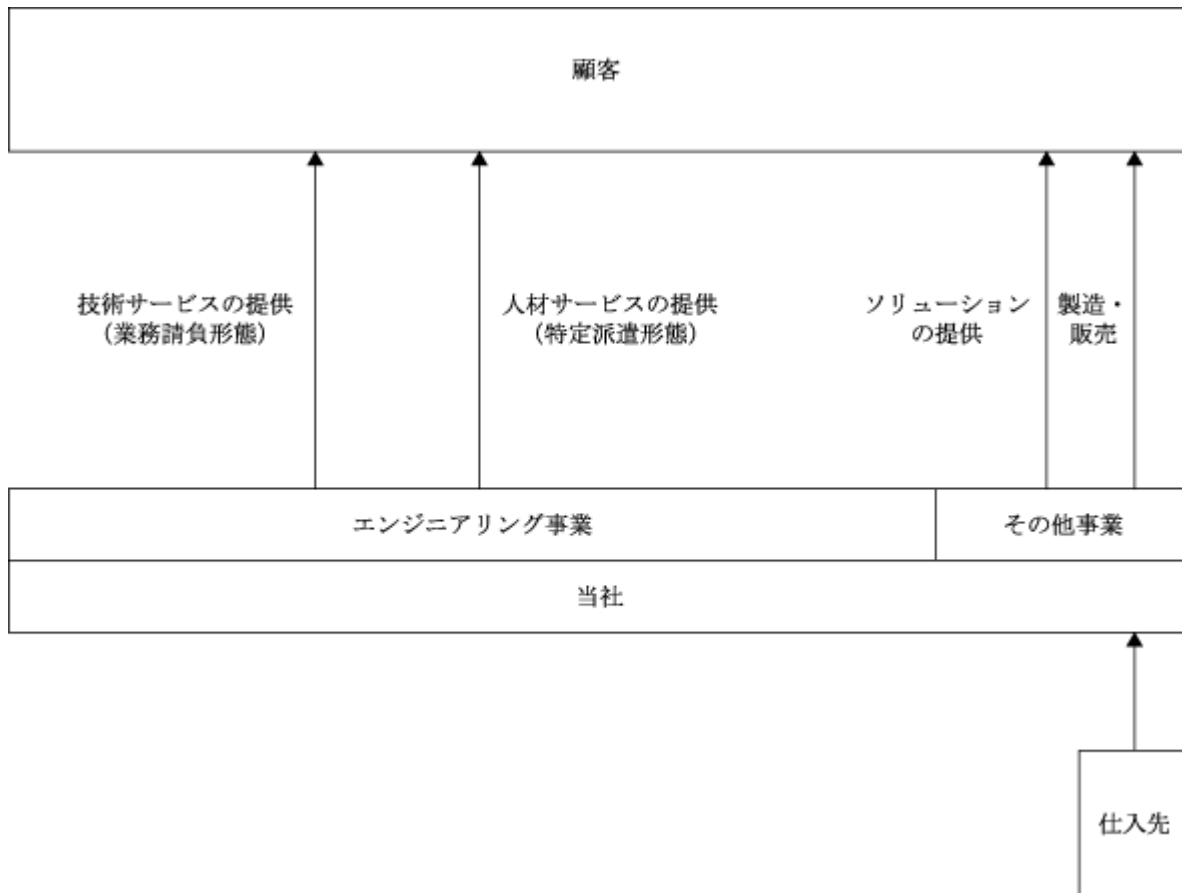 顧客
技術サービスの提供
(業務請負形態)
人材サービスの提供
(特定派遣形態)
ソリューション
の提供
製造・
販売
エンジニアリング事業
その他事業
当社
仕入先